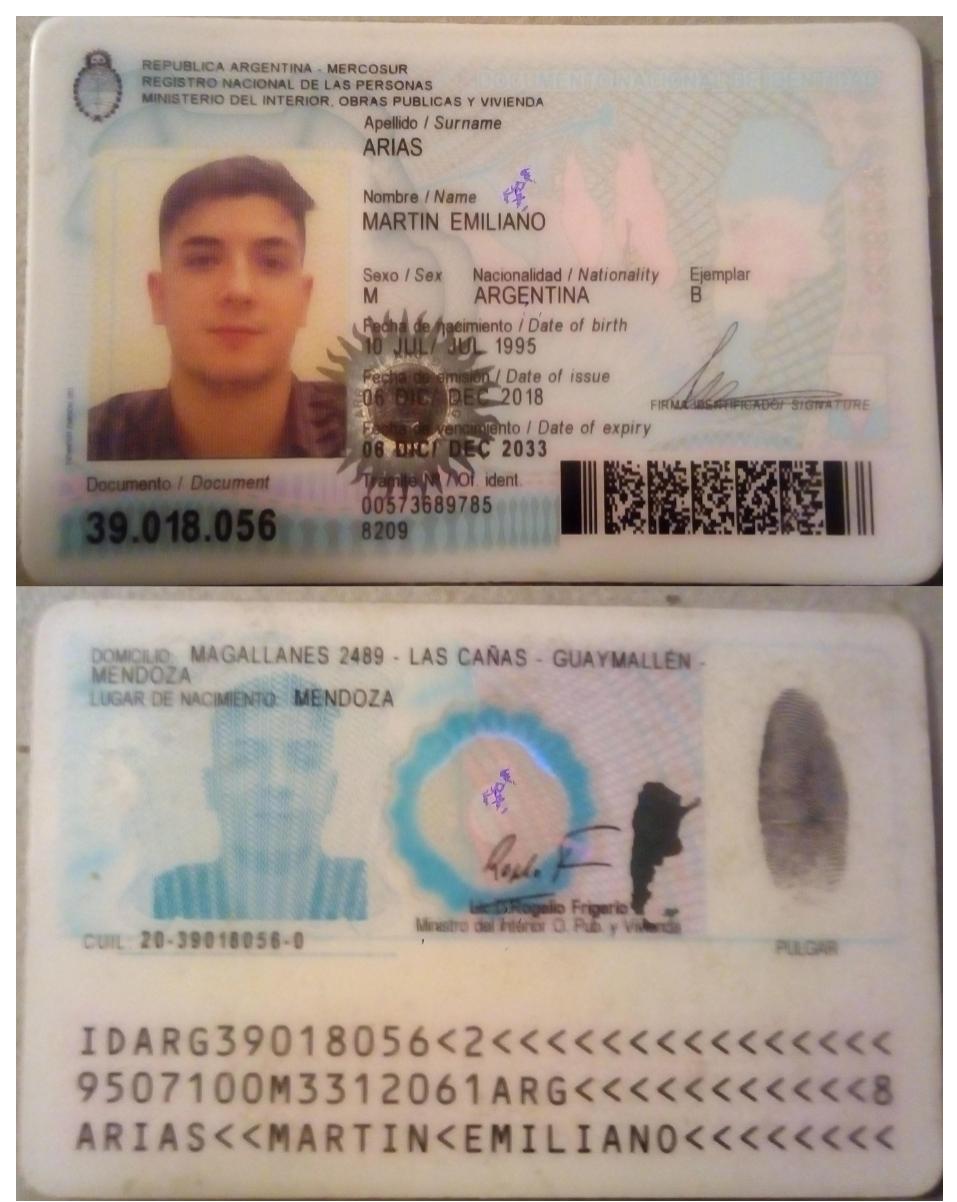 REPUBLICA ARGENTINA - MERCOSUR
REGISTRO NACIONAL DE LAS PERSONAS
MINISTERIO DEL INTERIOR, OBRAS PUBLICAS Y VIVIENDA
Apellido / Surname
ARIAS
Nombre / Name
MARTIN EMILIANO
Sexo / Sex Nacionalidad / Nationality Ejemplar
M ARGENTINA B
Fecha de nacimiento / Date of birth
10 JUL/ JUL 1995
Fecha de emisión / Date of issue
06 DIC/ DEC 2018
FIRMA IDENTIFICADO/ SIGNATURE
Fecha de vencimiento / Date of expiry
06 DIC/ DEC 2033
Documento / Document
39.018.056
Tramite Nº / Of. ident.
00573689785
8209
DOMICILIO: MAGALLANES 2489 - LAS CAÑAS - GUAYMALLÉN -
MENDOZA
LUGAR DE NACIMIENTO: MENDOZA
Lic. D. Rogelio Frigerio
Ministro del Interior O. Pub. y Vivienda
CUIL: 20-39018056-0
PULGAR
IDARG39018056<2<<<<<<<<<<<<<<<
9507100M3312061ARG<<<<<<<<<<<8
ARIAS<<MARTIN<EMILIANO<<<<<<<<